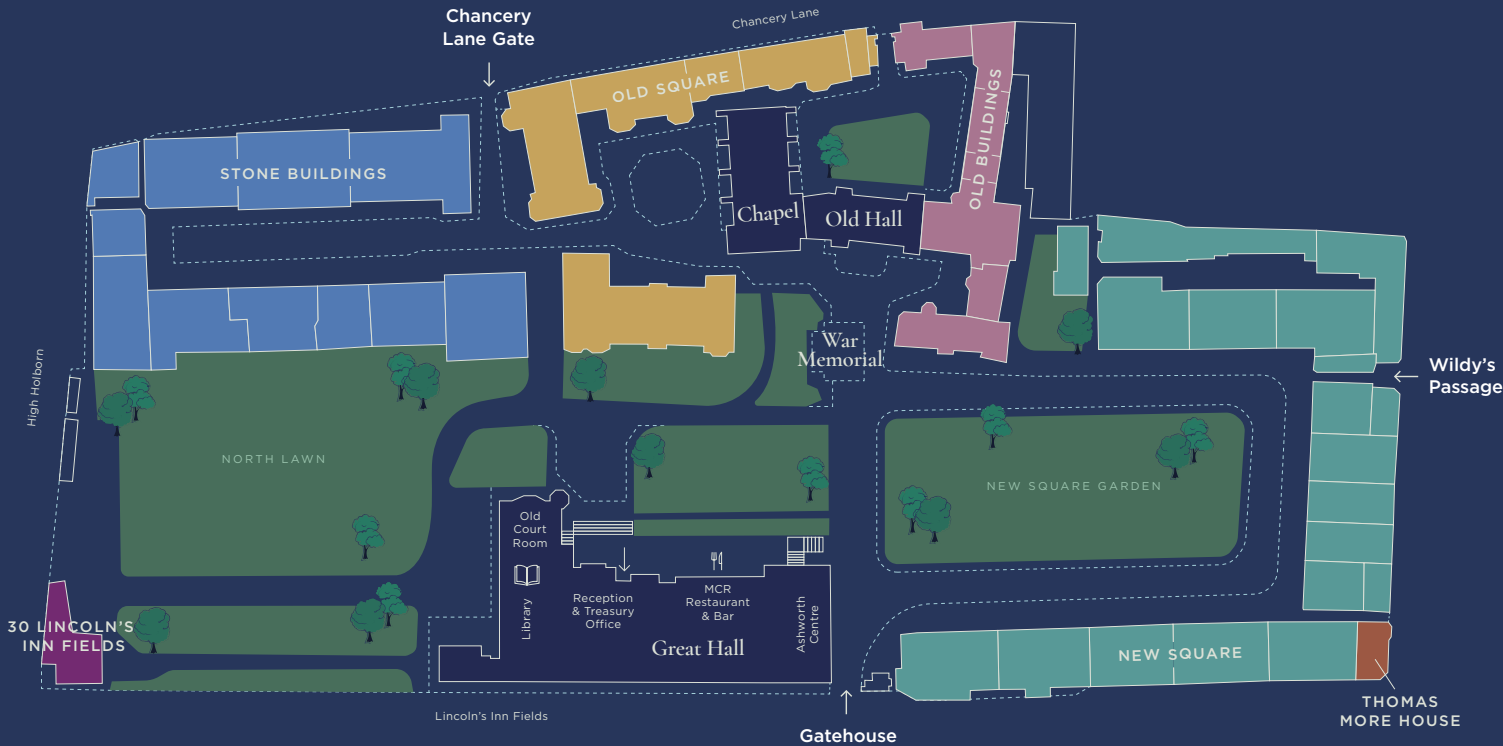 Chancery
Lane Gate
Chancery Lane
OLD SQUARE
OLD BUILDINGS
STONE BUILDINGS
Chapel
Old Hall
War
Memorial
Wildy's
Passage
High Holborn
NORTH LAWN
NEW SQUARE GARDEN
Old
Court
Room
Library
Reception
& Treasury
Office
MCR
Restaurant
& Bar
Ashworth
Centre
Great Hall
30 LINCOLN'S
INN FIELDS
NEW SQUARE
THOMAS
MORE HOUSE
Lincoln's Inn Fields
Gatehouse